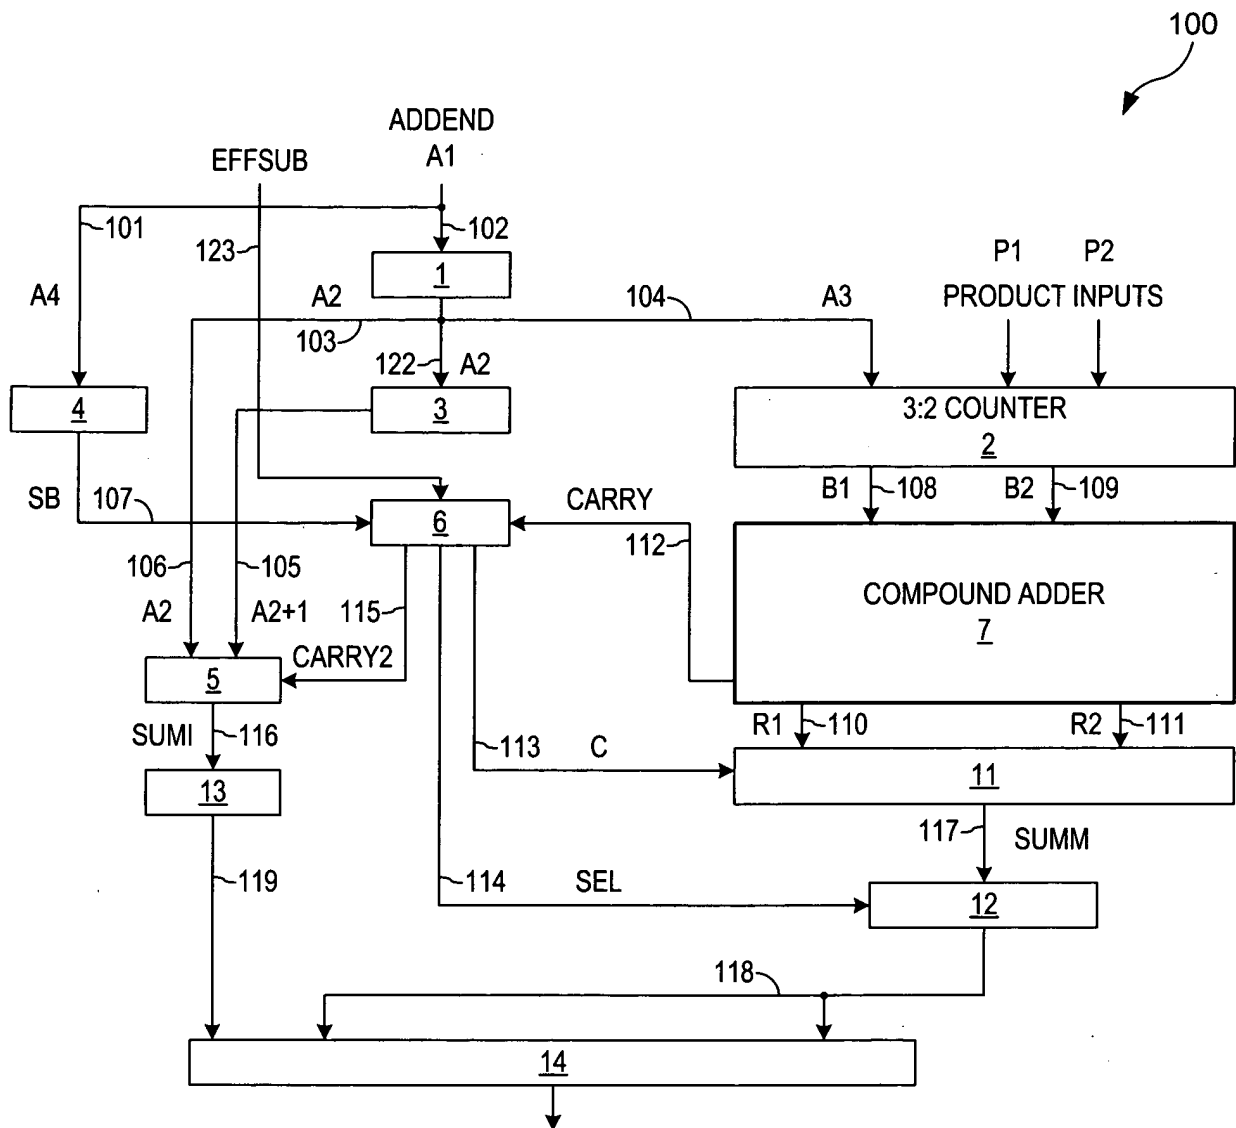 100
ADDEND
A1
EFFSUB
101
102
123
1
P1
P2
A4
A2
104
A3
PRODUCT INPUTS
103
122
A2
4
3
3:2 COUNTER
2
SB
107
CARRY
B1
108
B2
109
6
112
106
105
115
COMPOUND ADDER
7
A2
A2+1
CARRY2
5
SUMI
116
R1
110
R2
111
113
C
11
13
117
SUMM
119
114
SEL
12
118
14